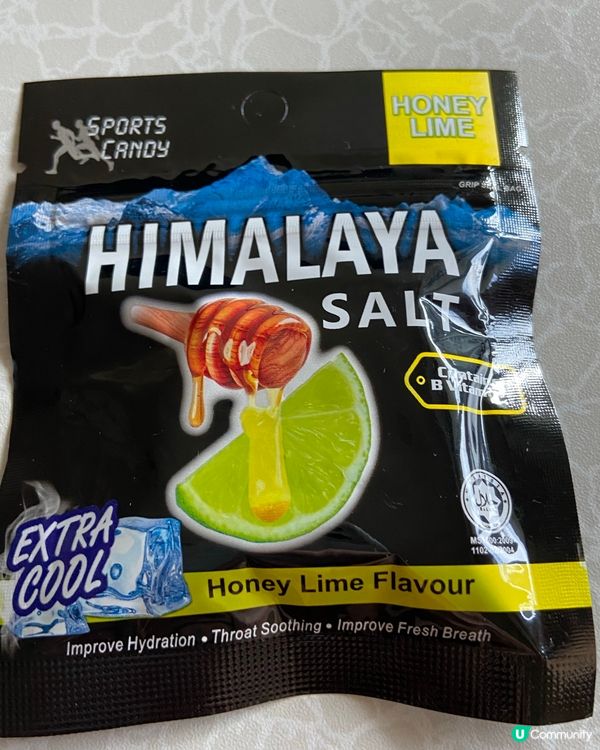 SPORTS
CANDY
HONEY
LIME
HIMALAYA
SALT
B
EXTRA
COOL
Honey Lime Flavour
Improve Hydration • Throat Soothing • Improve Fresh Breath
U Community